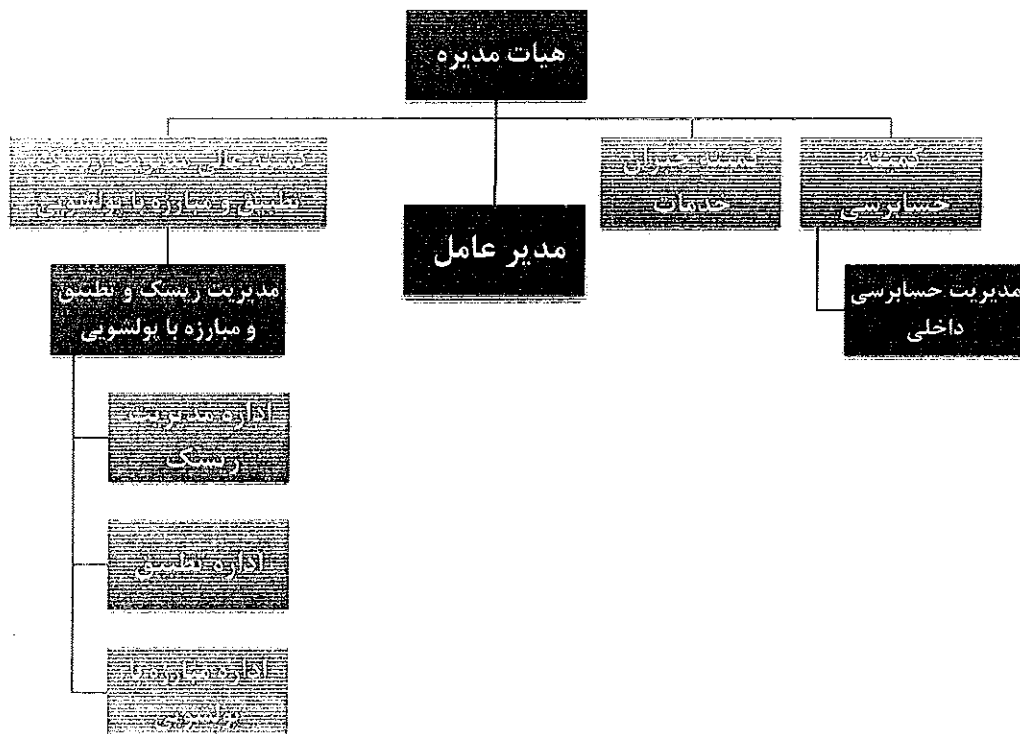 هیات مدیره
کمیته
حسابرسی
کمیته جبران
خدمات
کمیته عالی مدیریت ریسک،
تطبیق و مبارزه با پولشویی
مدیر عامل
مدیریت حسابرسی
داخلی
مدیریت ریسک و تطبیق
و مبارزه با پولشویی
اداره مدیریت
ریسک
اداره تطبیق
اداره مبارزه با
پولشویی